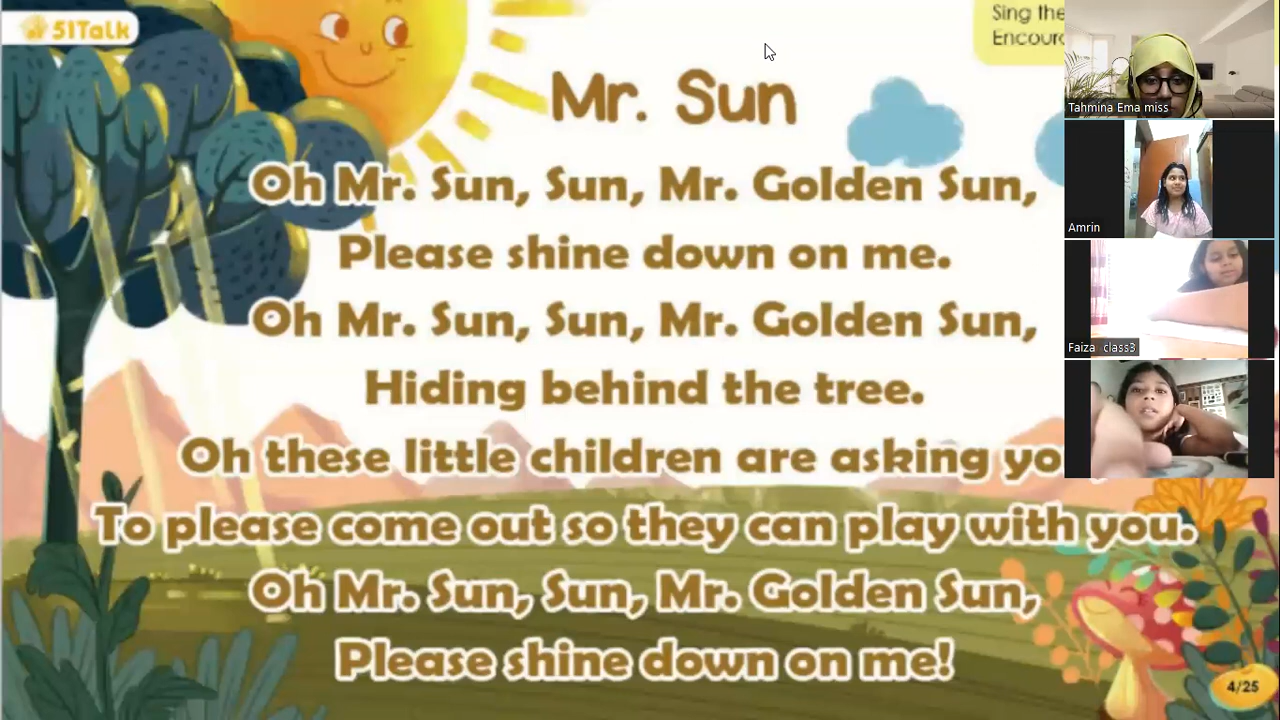 51Talk
Sing the
Mr. Sun
Oh Mr. Sun, Sun, Mr. Golden Sun,
Please shine down on me.
Oh Mr. Sun, Sun, Mr. Golden Sun,
Hiding behind the tree.
Oh these little children are asking
To please come out so they can play with you.
Oh Mr. Sun, Sun, Mr. Golden Sun,
Please shine down on me!
4/25
Tahmina Ema miss
Amrin
Faiza class3